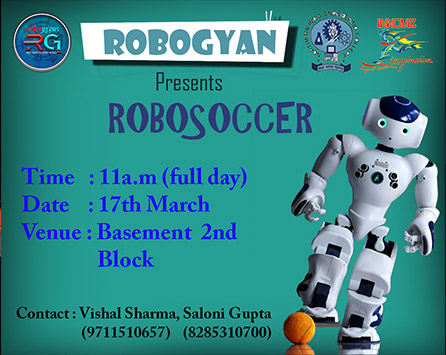 RG
ROBOGYAN
Presents
ROBOSOCCER
Time : 11a.m (full day)
Date : 17th March
Venue : Basement 2nd
Block
Contact : Vishal Sharma, Saloni Gupta
(9711510657) (8285310700)